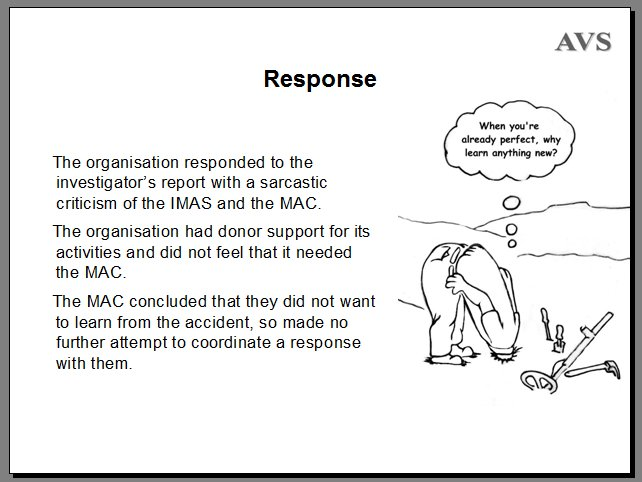 AVS
Response
When you're
already perfect, why
learn anything new?
The organisation responded to the
investigator's report with a sarcastic
criticism of the IMAS and the MAC.
The organisation had donor support for its
activities and did not feel that it needed
the MAC.
The MAC concluded that they did not want
to learn from the accident, so made no
further attempt to coordinate a response
with them.